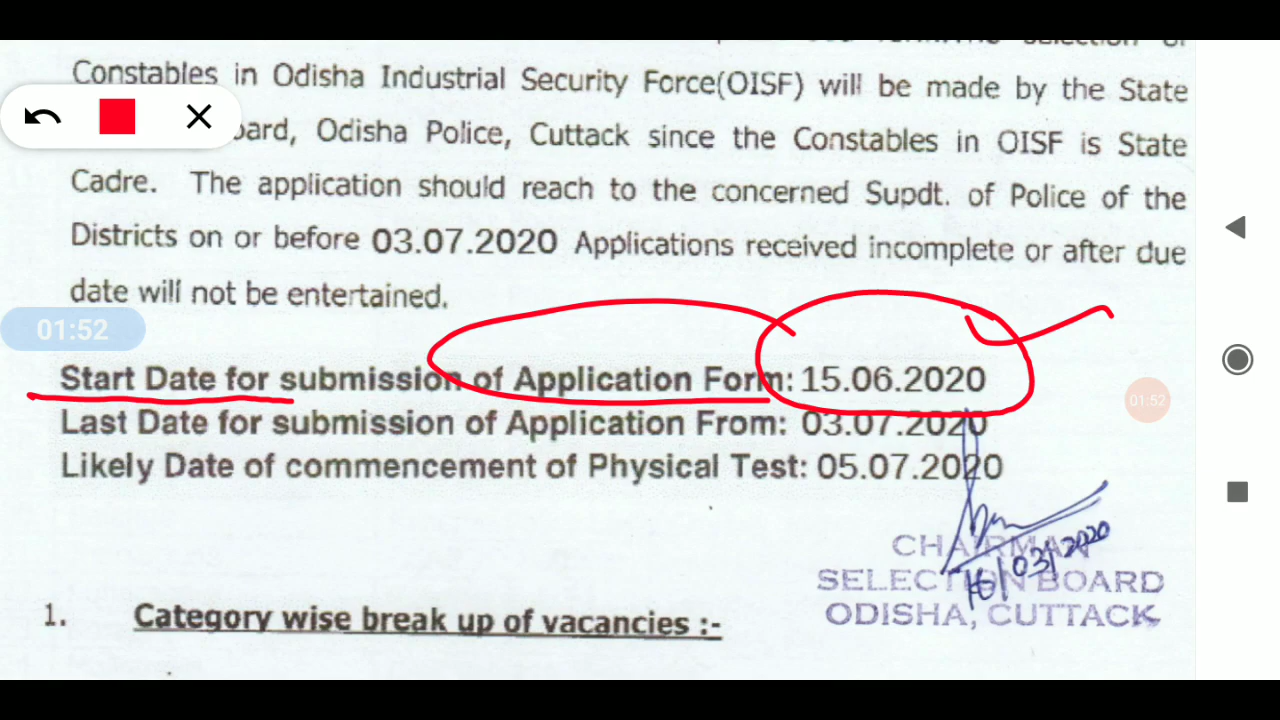 Constables in Odisha Industrial Security Force(OISF) will be made by the State
oard, Odisha Police, Cuttack since the Constables in OISF is State
Cadre. The application should reach to the concerned Supdt. of Police of the
Districts on or before 03.07.2020 Applications received incomplete or after due
date will not be entertained.
01:52
Start Date for submission of Application Form: 15.06.2020
01:52
Last Date for submission of Application From: 03.07.2020
Likely Date of commencement of Physical Test: 05.07.2020
16/03/2020
CHAIRMAN
SELECTION BOARD
ODISHA, CUTTACK
1. Category wise break up of vacancies :-